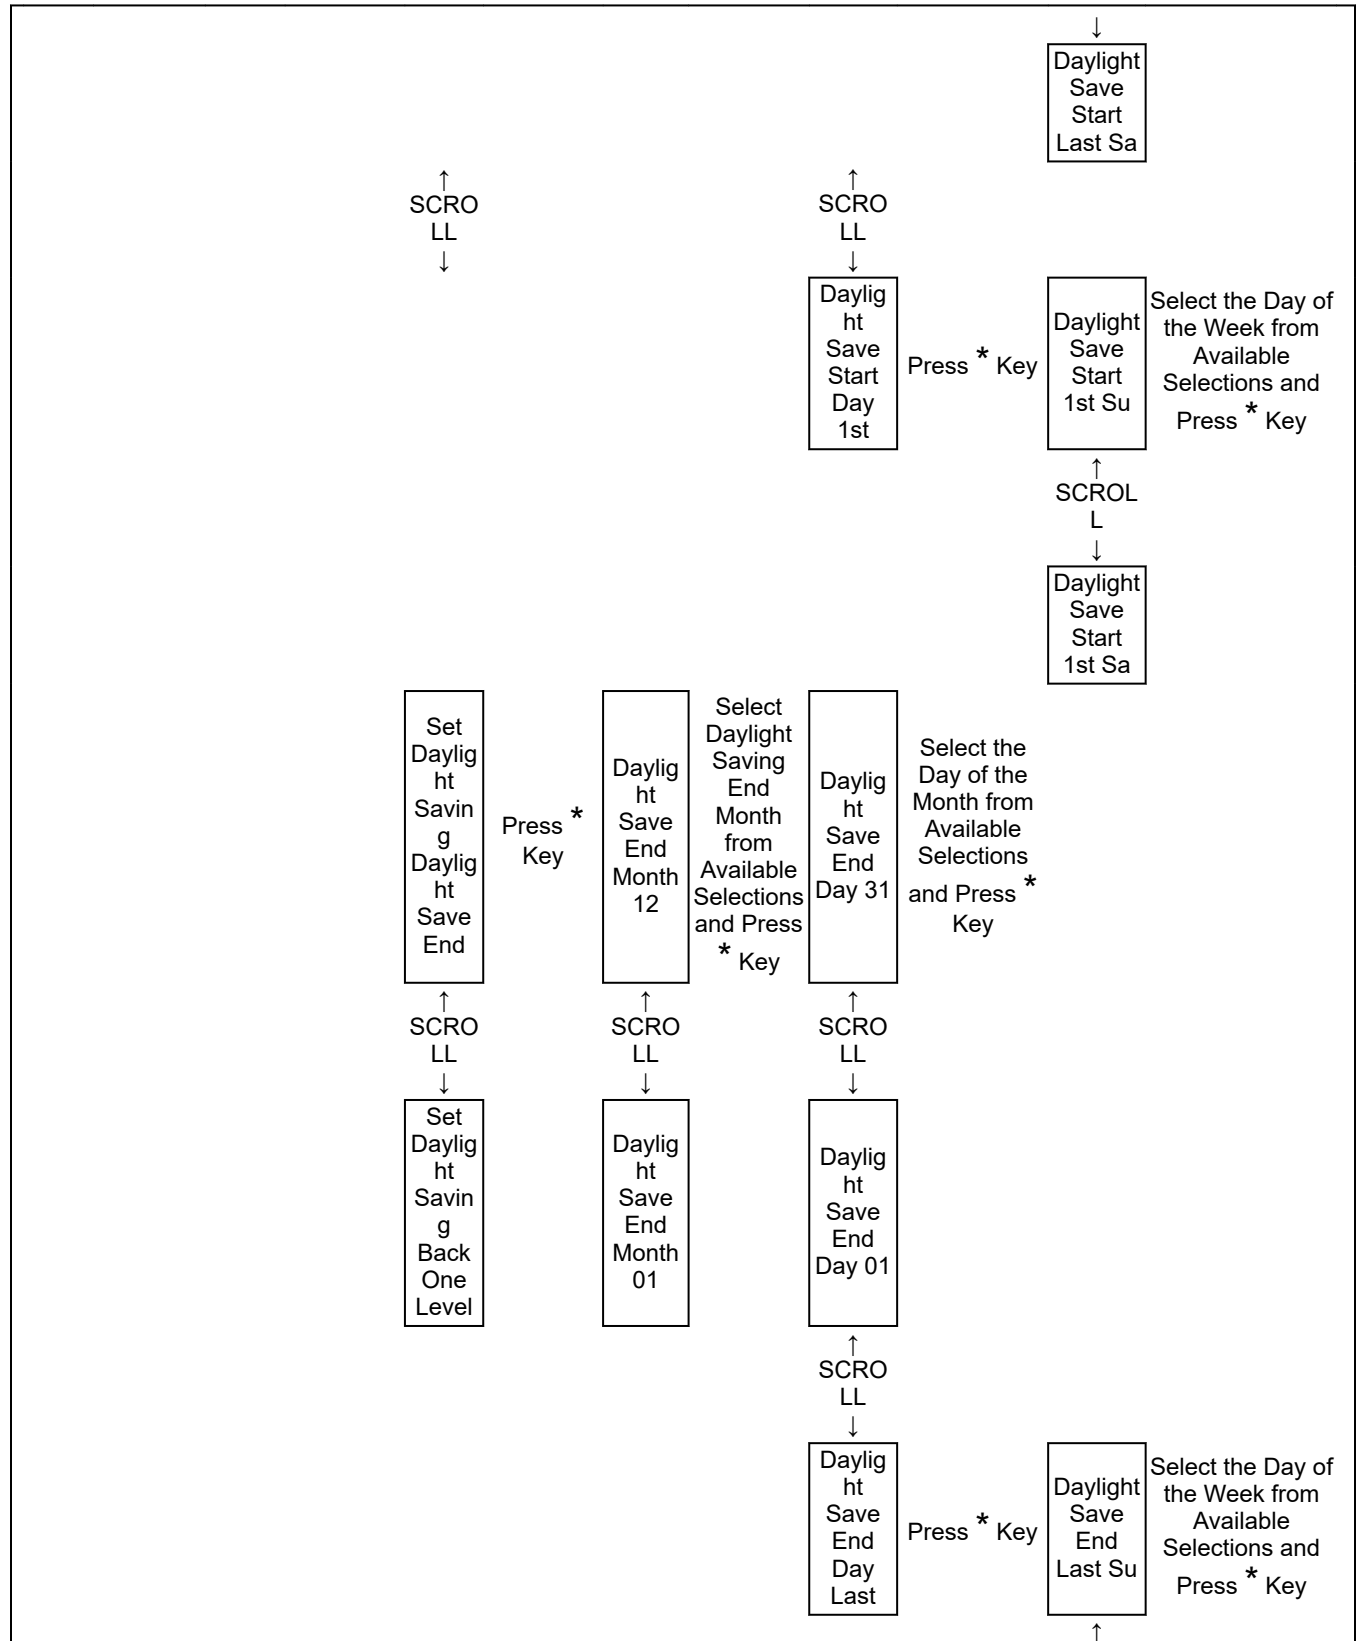 ↓
Daylight
Save
Start
Last Sa
↑
SCRO
LL
↓
↑
SCRO
LL
↓
Daylig
ht
Save
Start
Day
1st
Press * Key
Daylight
Save
Start
1st Su
Select the Day of
the Week from
Available
Selections and
Press * Key
↑
SCROL
L
↓
Daylight
Save
Start
1st Sa
Set
Daylig
ht
Savin
g
Daylig
ht
Save
End
Press *
Key
Daylig
ht
Save
End
Month
12
Select
Daylight
Saving
End
Month
from
Available
Selections
and Press
* Key
Daylig
ht
Save
End
Day 31
Select the
Day of the
Month from
Available
Selections
and Press *
Key
↑
SCRO
LL
↓
↑
SCRO
LL
↓
↑
SCRO
LL
↓
Set
Daylig
ht
Savin
g
Back
One
Level
Daylig
ht
Save
End
Month
01
Daylig
ht
Save
End
Day 01
↑
SCRO
LL
↓
Daylig
ht
Save
End
Day
Last
Press * Key
Daylight
Save
End
Last Su
Select the Day of
the Week from
Available
Selections and
Press * Key
↑